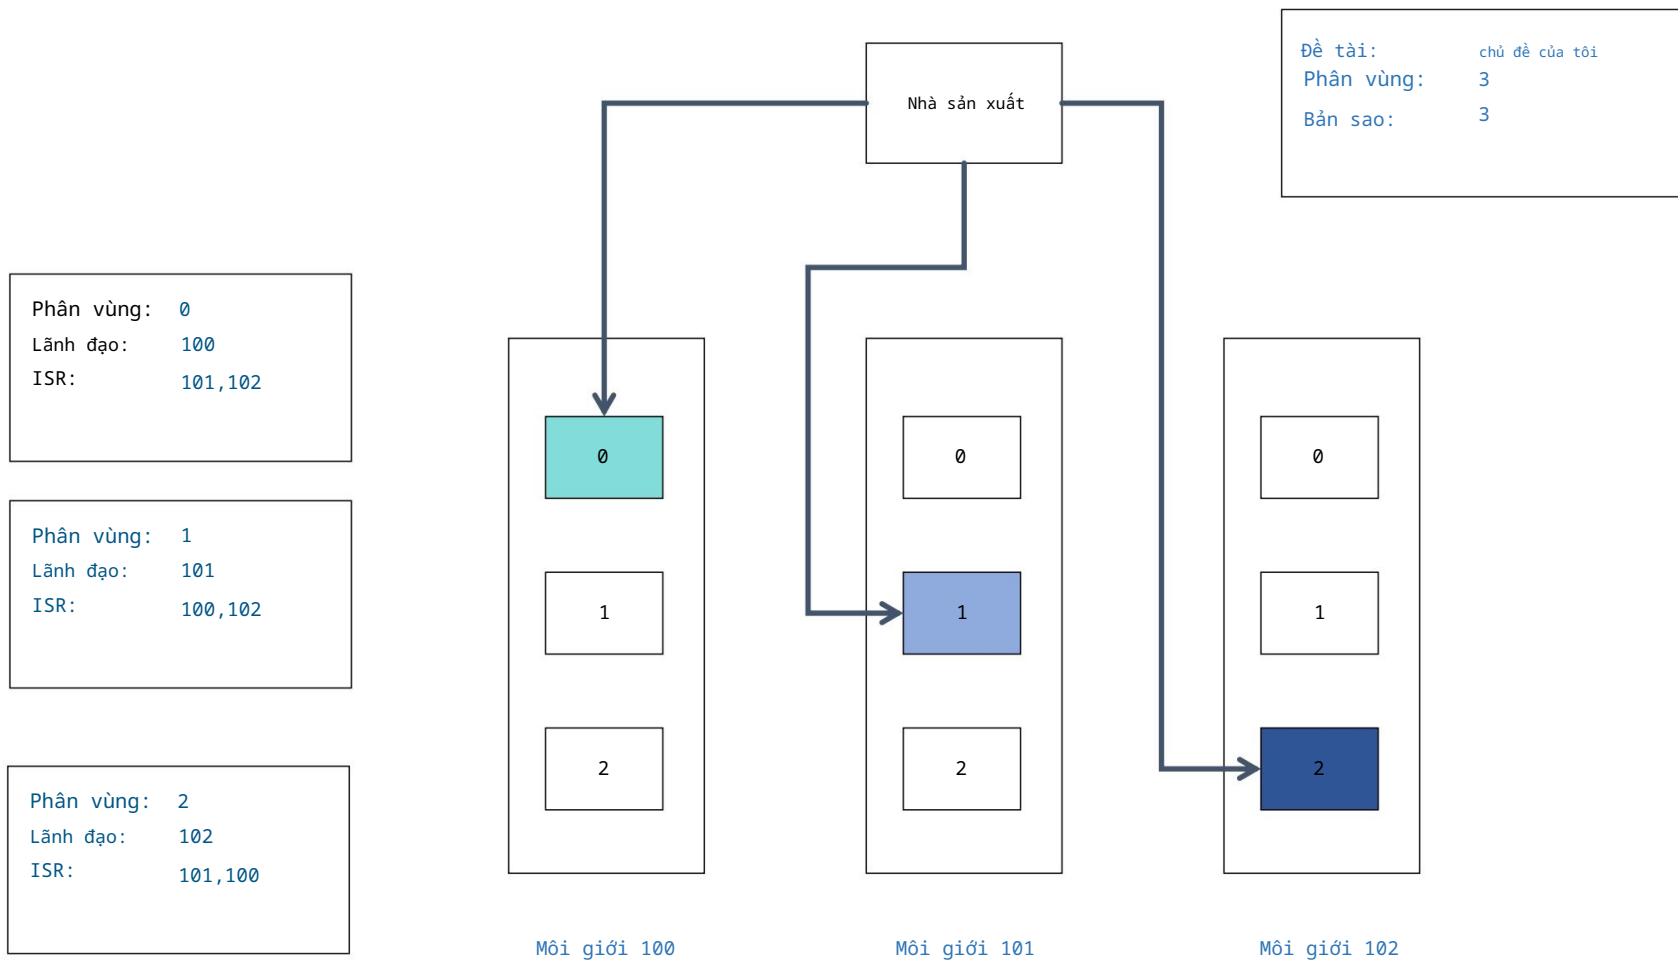 Nhà sản xuất
Đề tài: chủ đề của tôi
Phân vùng: 3
Bản sao: 3
Phân vùng: 0
Lãnh đạo: 100
ISR: 101,102
Phân vùng: 1
Lãnh đạo: 101
ISR: 100,102
Phân vùng: 2
Lãnh đạo: 102
ISR: 101,100
0
1
2
Môi giới 100
0
1
2
Môi giới 101
0
1
2
Môi giới 102